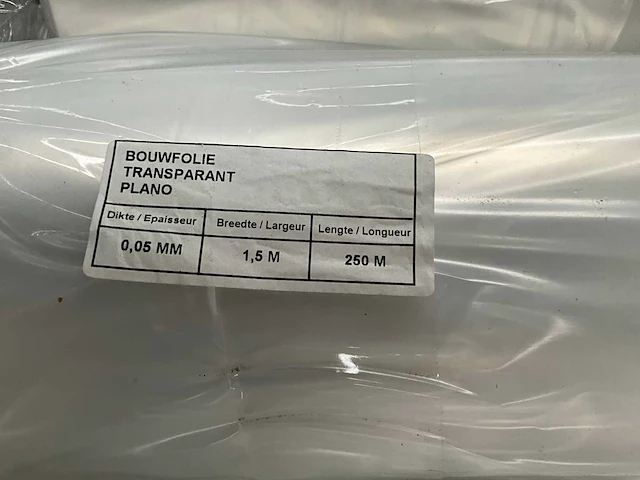 BOUWFOLIE
TRANSPARANT
PLANO
Dikte / Epaisseur Breedte / Largeur Lengte / Longueur
0,05 MM 1,5 M 250 M